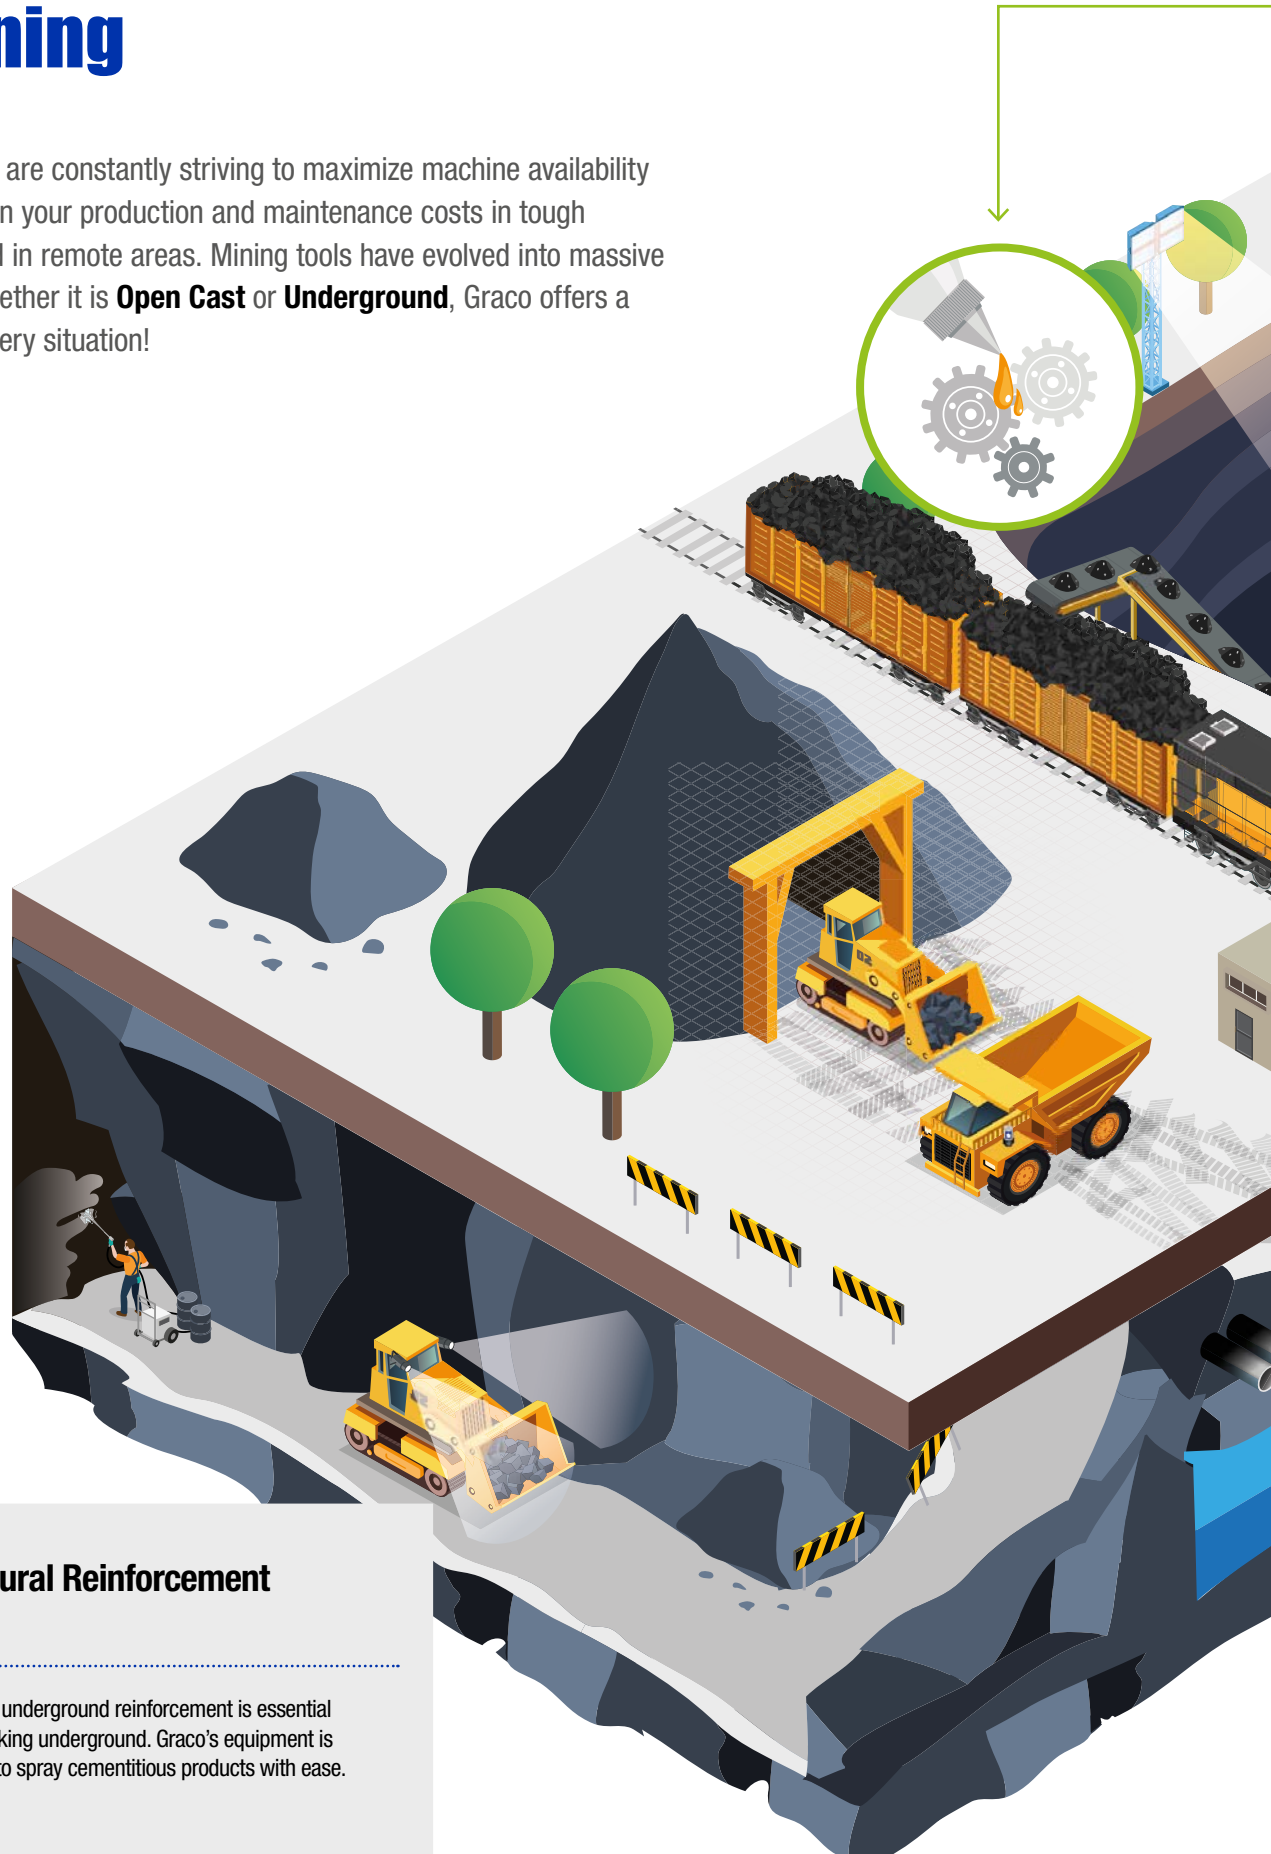 ning
are constantly striving to maximize machine availability
n your production and maintenance costs in tough
l in remote areas. Mining tools have evolved into massive
ether it is Open Cast or Underground, Graco offers a
ery situation!
02
ural Reinforcement
underground reinforcement is essential
king underground. Graco’s equipment is
to spray cementitious products with ease.